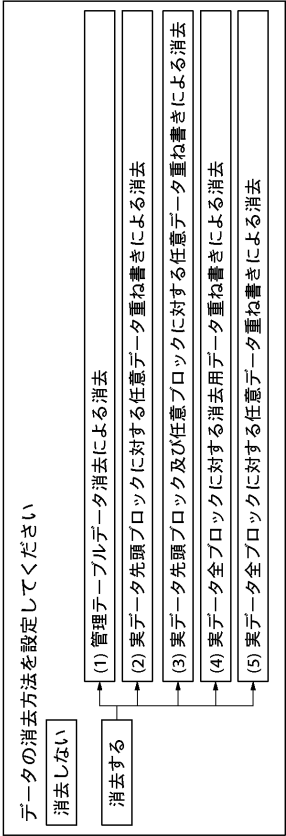 データの消去方法を設定してください
消去しない
消去する
(1) 管理テーブルデータ消去による消去
(2) 実データ先頭ブロックに対する任意データ重ね書きによる消去
(3) 実データ先頭ブロック及び任意ブロックに対する任意データ重ね書きによる消去
(4) 実データ全ブロックに対する消去用データ重ね書きによる消去
(5) 実データ全ブロックに対する任意データ重ね書きによる消去